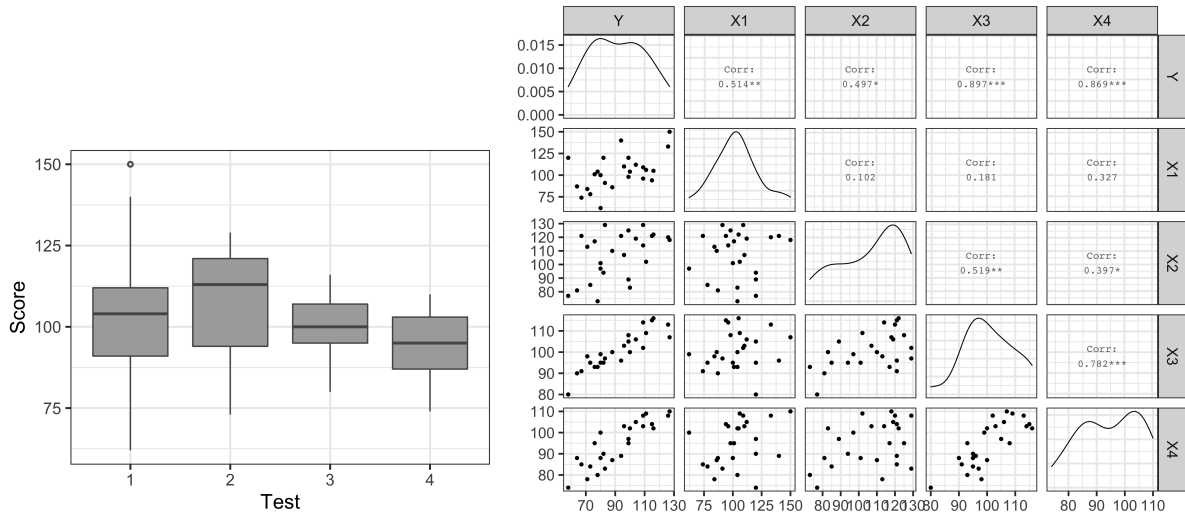 Score
150
125
100
75
1 2 3 4
Test
Y X1 X2 X3 X4
0.015
0.010
0.005
0.000
Corr:
0.514**
Corr:
0.497*
Corr:
0.897***
Corr:
0.869***
Y
150
125
100
75
Corr:
0.102
Corr:
0.181
Corr:
0.327
X1
130
120
110
100
90
80
Corr:
0.519**
Corr:
0.397*
X2
110
100
90
80
Corr:
0.782***
X3
110
100
90
80
X4
70 90 110 130
75 100 125 150
80 90 100 110 120 130
80 90 100 110
80 90 100 110